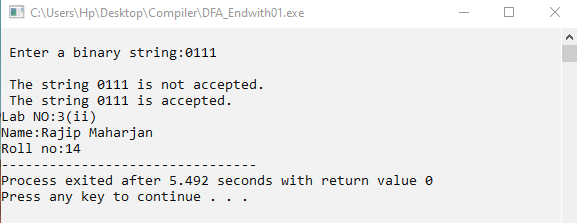 C:\Users\Hp\Desktop\Compiler\DFA_Endwith01.exe
Enter a binary string:0111
The string 0111 is not accepted.
The string 0111 is accepted.
Lab NO:3(ii)
Name:Rajip Maharjan
Roll no:14
--------------------------------
Process exited after 5.492 seconds with return value 0
Press any key to continue . . .